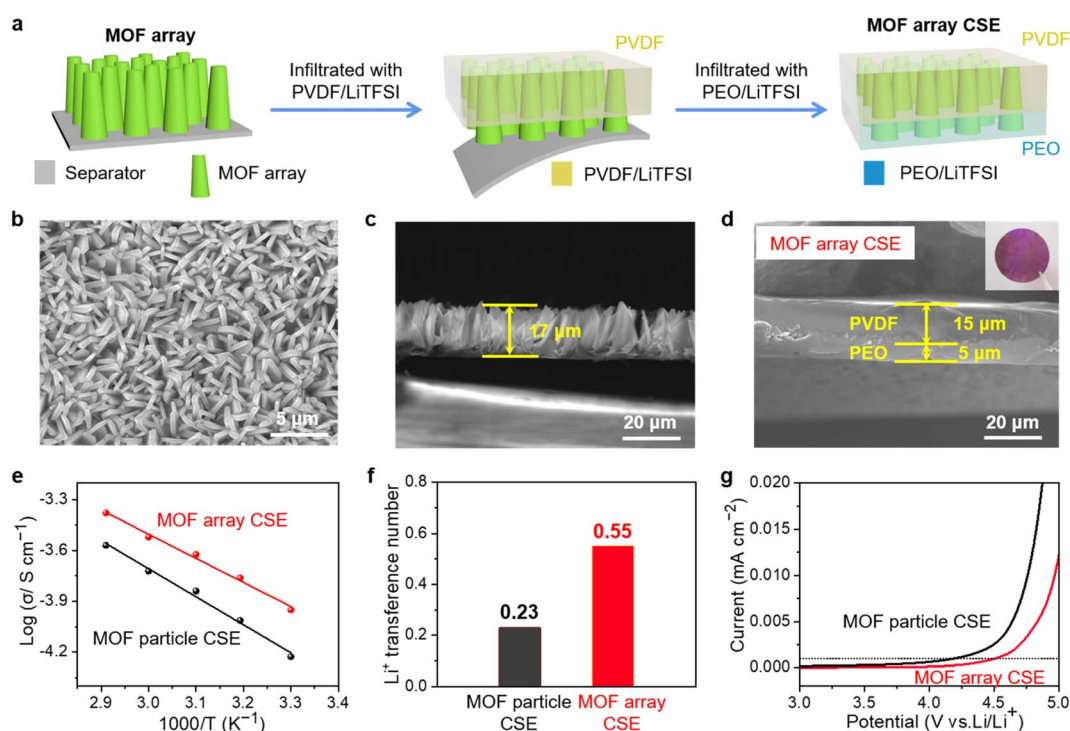 a
MOF array
Infiltrated with
PVDF/LiTFSI
PVDF
Infiltrated with
PEO/LiTFSI
MOF array CSE
PVDF
PEO
Separator
MOF array
PVDF/LiTFSI
PEO/LiTFSI
b
5 μm
c
17 μm
20 μm
d
MOF array CSE
PVDF
15 μm
PEO
5 μm
20 μm
e
Log (σ/ S cm⁻¹)
-3.3
-3.6
-3.9
-4.2
MOF array CSE
MOF particle CSE
2.9 3.0 3.1 3.2 3.3 3.4
1000/T (K⁻¹)
f
Li⁺ transference number
0.8
0.6
0.4
0.2
0.0
0.23
0.55
MOF particle
CSE
MOF array
CSE
g
Current (mA cm⁻²)
0.020
0.015
0.010
0.005
0.000
MOF particle CSE
MOF array CSE
3.0 3.5 4.0 4.5 5.0
Potential (V vs.Li/Li⁺)